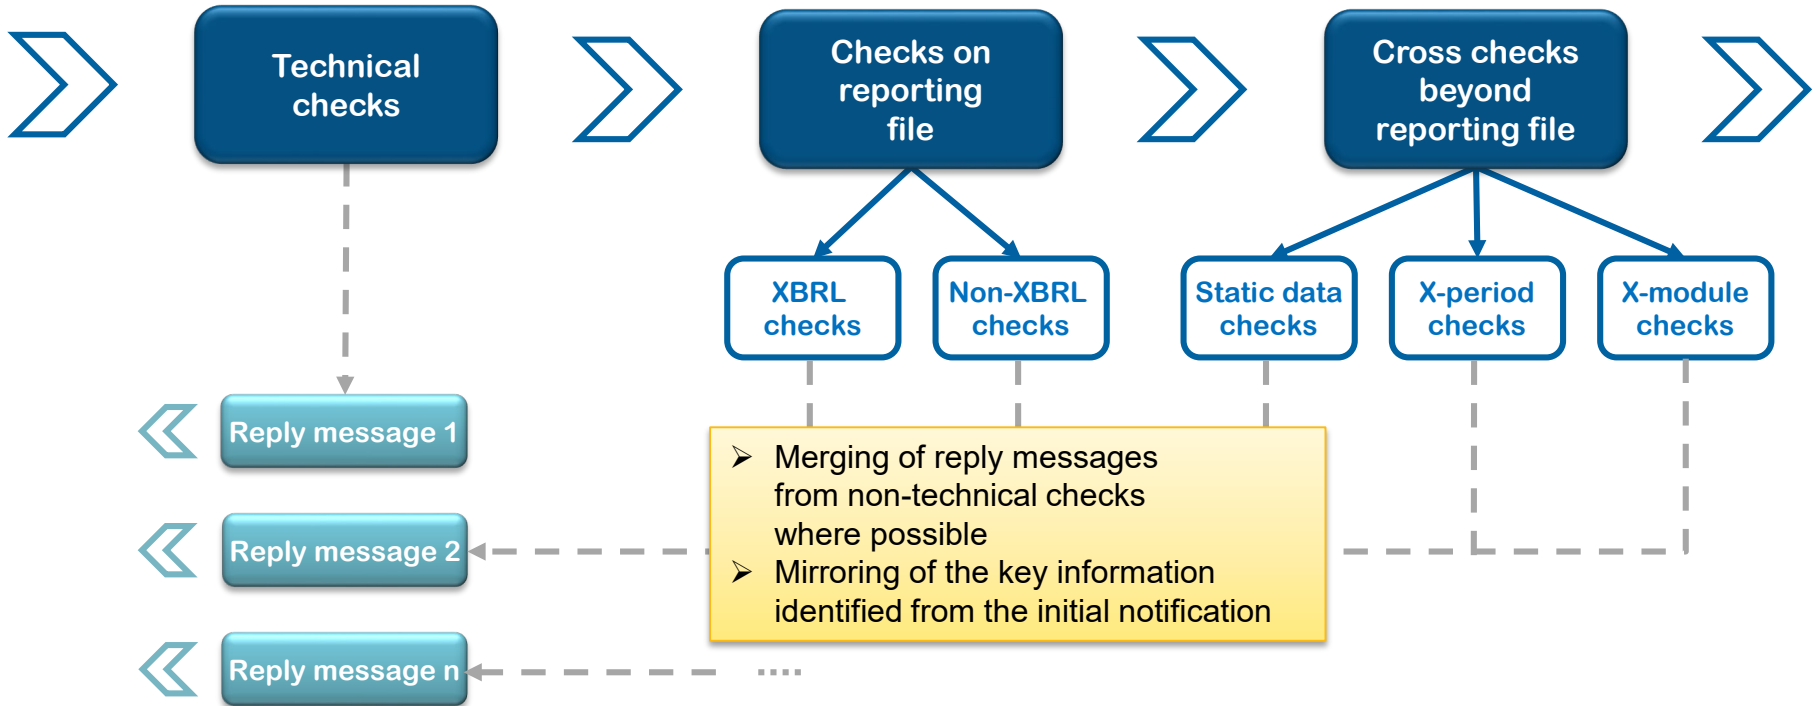 Technical
checks
Checks on
reporting
file
Cross checks
beyond
reporting file
XBRL
checks
Non-XBRL
checks
Static data
checks
X-period
checks
X-module
checks
Reply message 1
Reply message 2
Reply message n
➢ Merging of reply messages
from non-technical checks
where possible
➢ Mirroring of the key information
identified from the initial notification